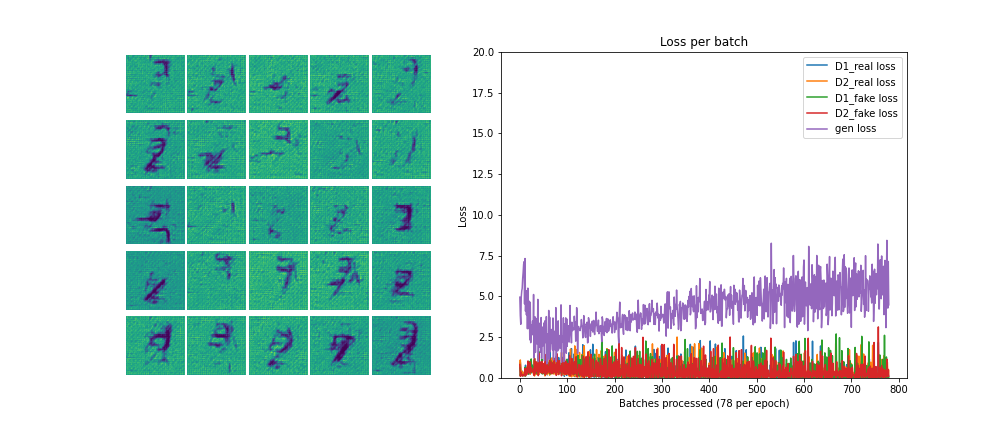 Loss per batch
20.0
17.5
15.0
12.5
10.0
7.5
5.0
2.5
0.0
Loss
D1_real loss
D2_real loss
D1_fake loss
D2_fake loss
gen loss
0 100 200 300 400 500 600 700 800
Batches processed (78 per epoch)